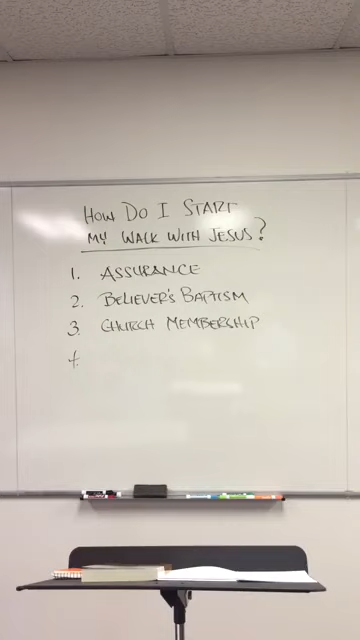 HOW DO I START
MY WALK WITH JESUS?
1. ASSURANCE
2. BELIEVER'S BAPTISM
3. CHURCH MEMBERSHIP
4.